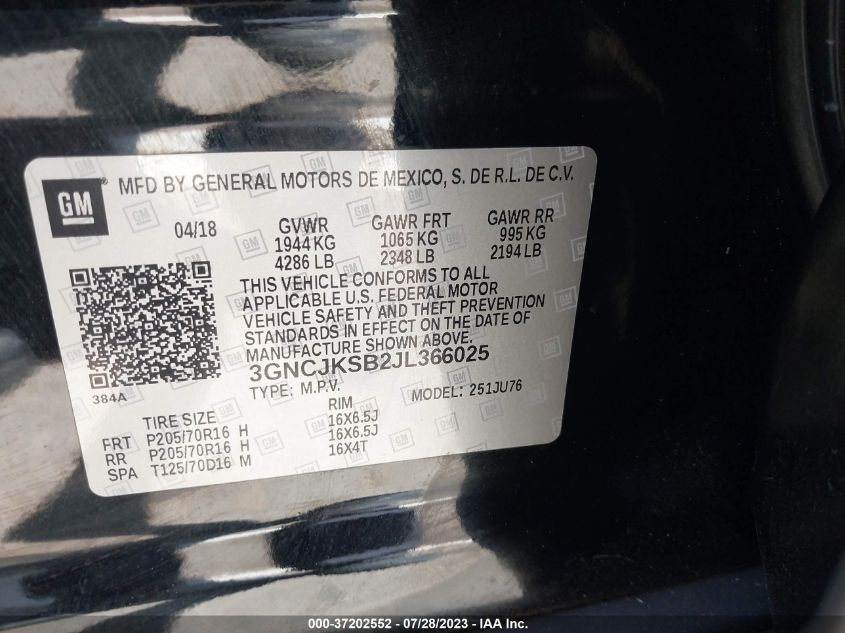 GM
MFD BY GENERAL MOTORS DE MEXICO, S. DE R.L. DE C.V.
04/18 GVWR GAWR FRT GAWR RR
1944 KG 1065 KG 995 KG
4286 LB 2348 LB 2194 LB
THIS VEHICLE CONFORMS TO ALL
APPLICABLE U.S. FEDERAL MOTOR
VEHICLE SAFETY AND THEFT PREVENTION
STANDARDS IN EFFECT ON THE DATE OF
MANUFACTURE SHOWN ABOVE.
3GNCJKSB2JL366025
TYPE: M.P.V. MODEL: 251JU76
384A
TIRE SIZE RIM
FRT P205/70R16 H 16X6.5J
RR P205/70R16 H 16X6.5J
SPA T125/70D16 M 16X4T
000-37202552 / 07/28/2023 - IAA Inc.